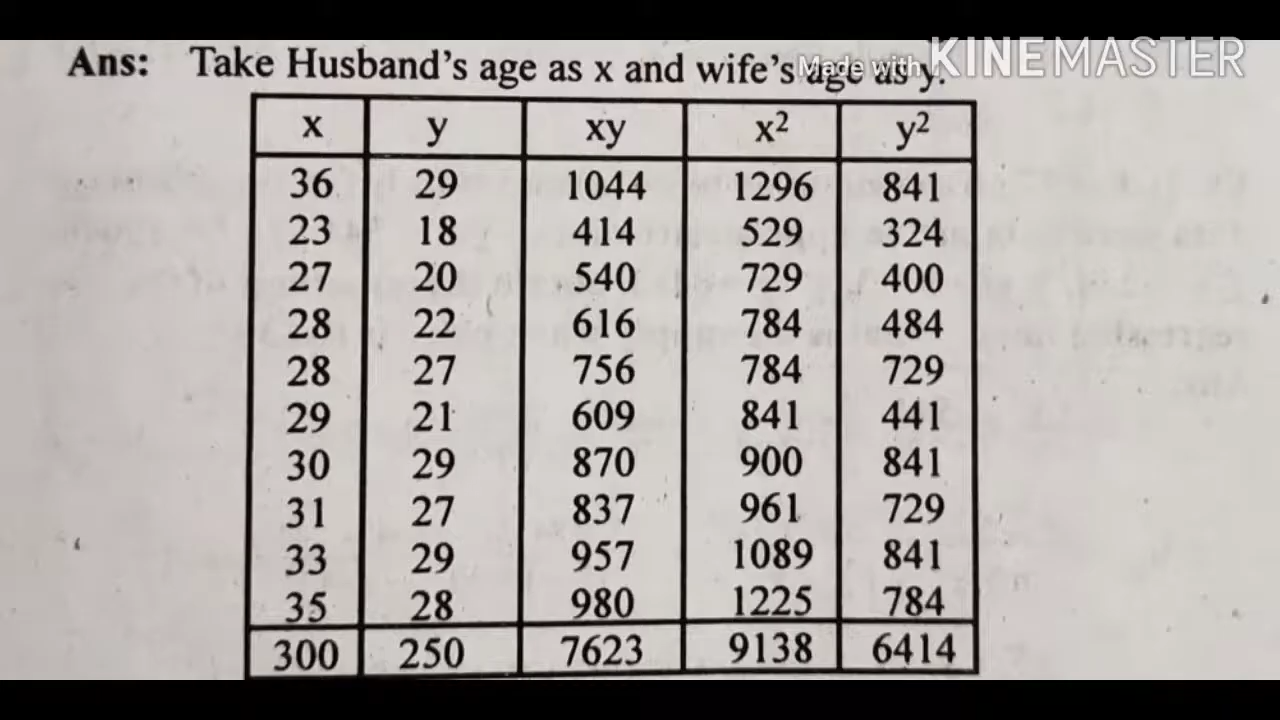 Ans: Take Husband's age as x and wife's age as y.
Made with KINEMASTER
x y xy x² y²
36 29 1044 1296 841
23 18 414 529 324
27 20 540 729 400
28 22 616 784 484
28 27 756 784 729
29 21 609 841 441
30 29 870 900 841
31 27 837 961 729
33 29 957 1089 841
35 28 980 1225 784
300 250 7623 9138 6414